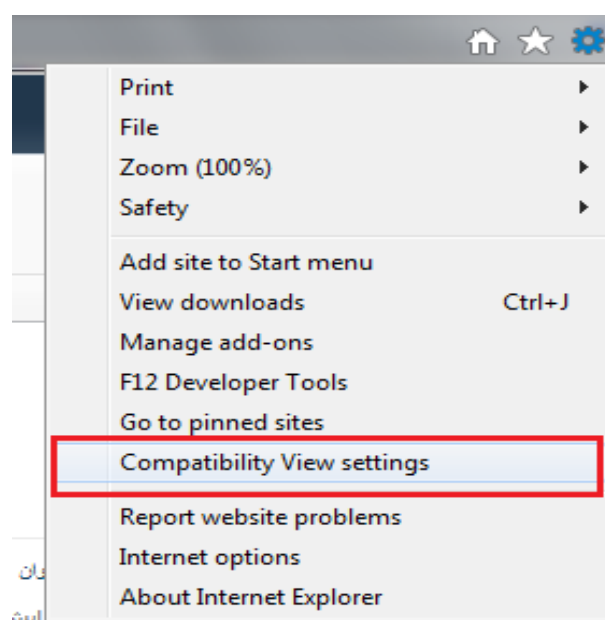 Print
File
Zoom (100%)
Safety
Add site to Start menu
View downloads Ctrl+J
Manage add-ons
F12 Developer Tools
Go to pinned sites
Compatibility View settings
Report website problems
Internet options
About Internet Explorer